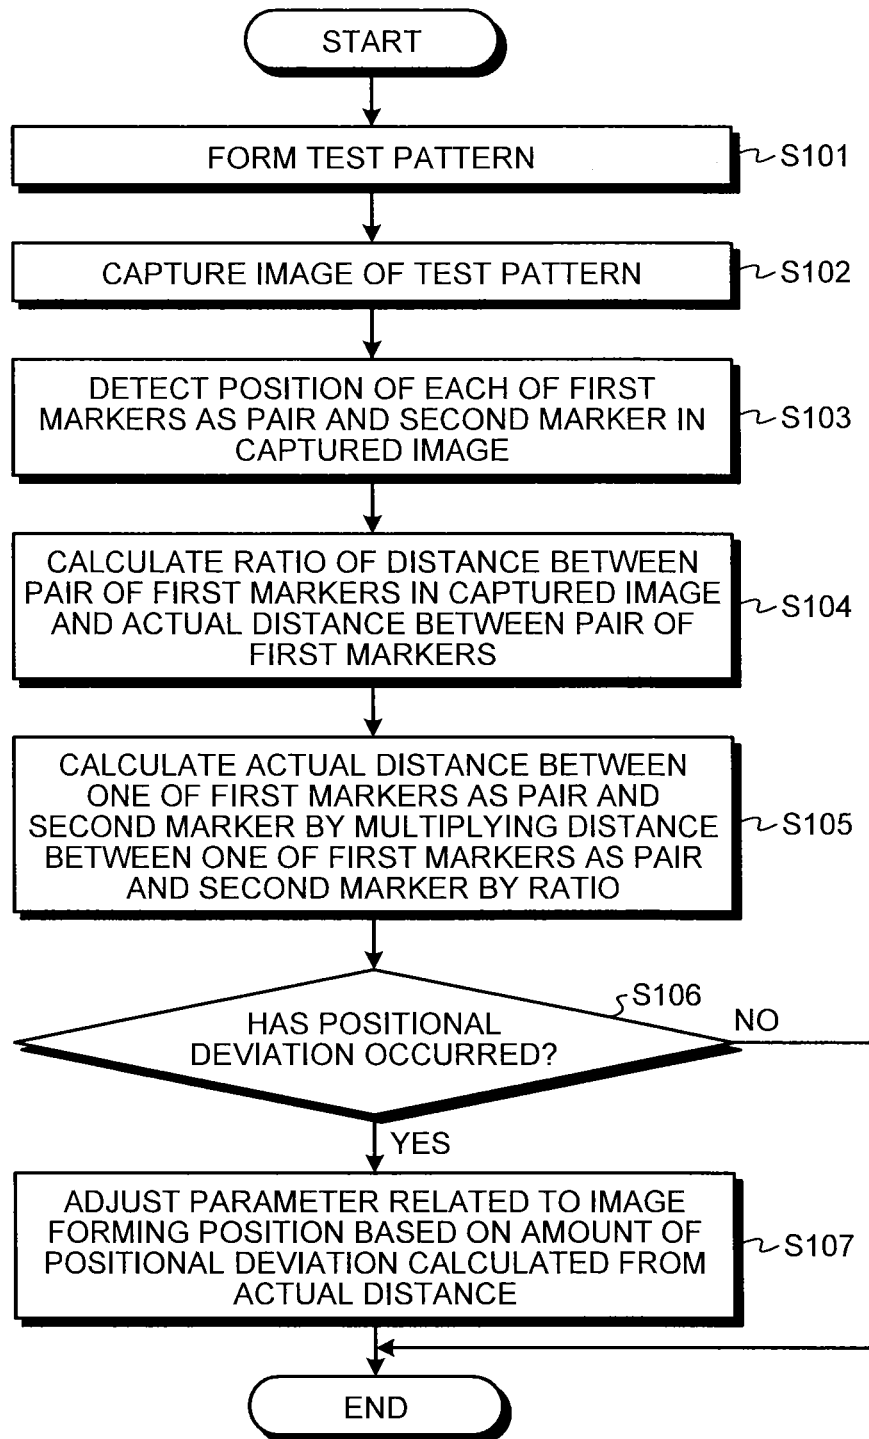 START
FORM TEST PATTERN
S101
CAPTURE IMAGE OF TEST PATTERN
S102
DETECT POSITION OF EACH OF FIRST
MARKERS AS PAIR AND SECOND MARKER IN
CAPTURED IMAGE
S103
CALCULATE RATIO OF DISTANCE BETWEEN
PAIR OF FIRST MARKERS IN CAPTURED IMAGE
AND ACTUAL DISTANCE BETWEEN PAIR OF
FIRST MARKERS
S104
CALCULATE ACTUAL DISTANCE BETWEEN
ONE OF FIRST MARKERS AS PAIR AND
SECOND MARKER BY MULTIPLYING DISTANCE
BETWEEN ONE OF FIRST MARKERS AS PAIR
AND SECOND MARKER BY RATIO
S105
S106
HAS POSITIONAL
DEVIATION OCCURRED?
NO
YES
ADJUST PARAMETER RELATED TO IMAGE
FORMING POSITION BASED ON AMOUNT OF
POSITIONAL DEVIATION CALCULATED FROM
ACTUAL DISTANCE
S107
END